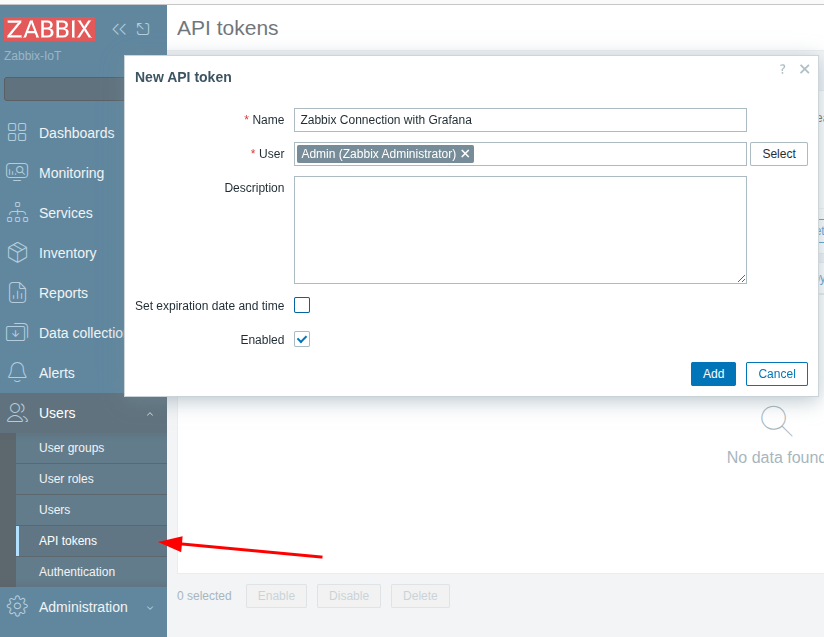 ZABBIX
Zabbix-IoT
API tokens
New API token
?
* Name
Zabbix Connection with Grafana
* User
Admin (Zabbix Administrator)
Select
Description
Set expiration date and time
Enabled
Add
Cancel
Dashboards
Monitoring
Services
Inventory
Reports
Data collectio
Alerts
Users
User groups
User roles
Users
API tokens
Authentication
Administration
No data found
0 selected
Enable
Disable
Delete